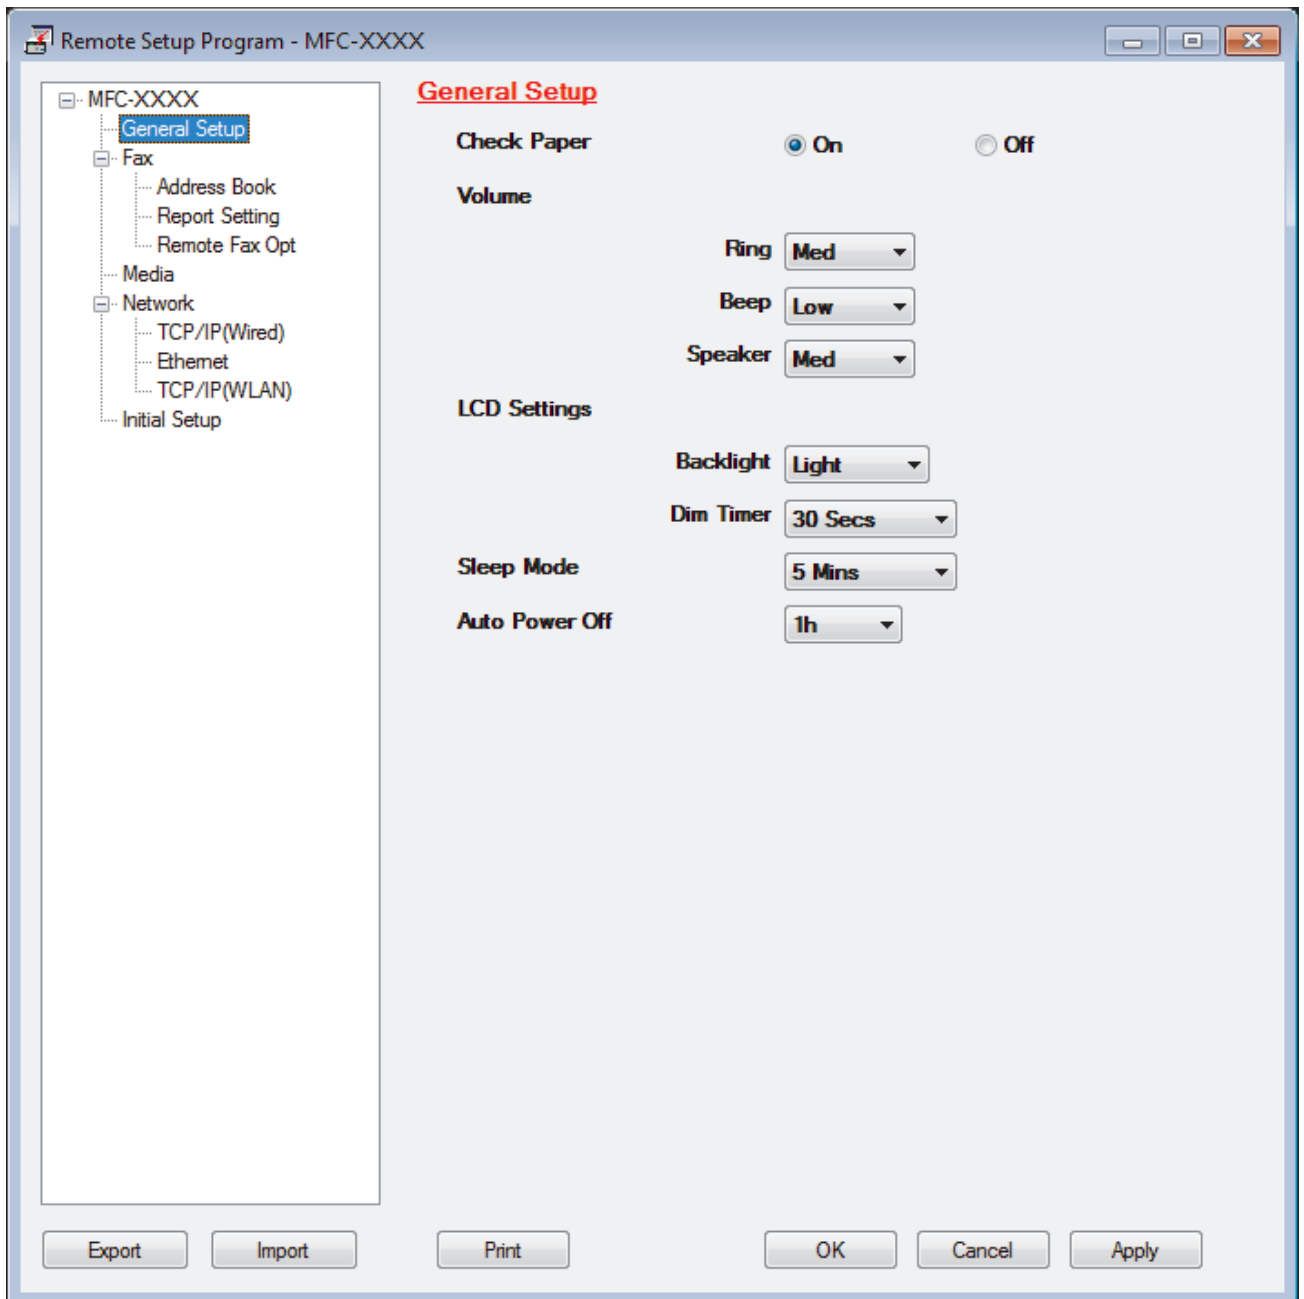 Remote Setup Program - MFC-XXXX
MFC-XXXX
General Setup
Fax
Address Book
Report Setting
Remote Fax Opt
Media
Network
TCP/IP(Wired)
Ethernet
TCP/IP(WLAN)
Initial Setup
General Setup
Check Paper On Off
Volume
Ring Med
Beep Low
Speaker Med
LCD Settings
Backlight Light
Dim Timer 30 Secs
Sleep Mode 5 Mins
Auto Power Off 1h
Export Import Print OK Cancel Apply